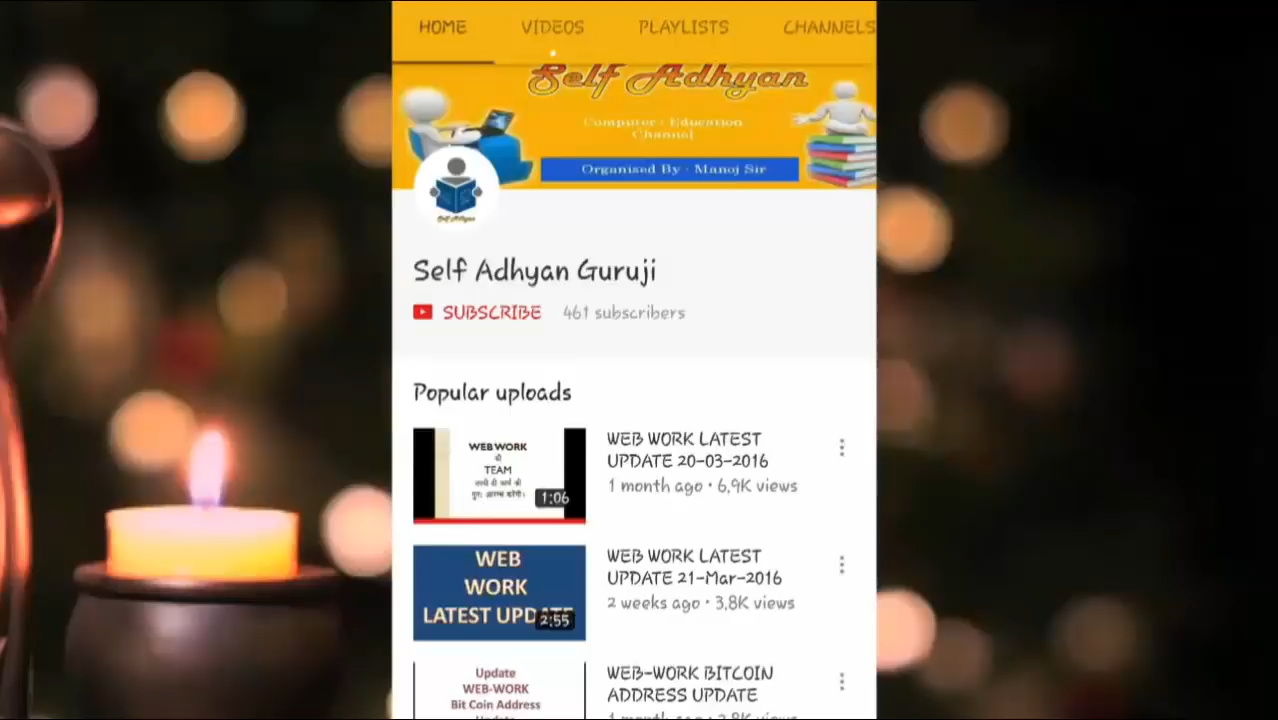 HOME VIDEOS PLAYLISTS CHANNELS
Self Adhyan
Computer - Education
Channel
Organised By - Manoj Sir
Self Adhyan
Self Adhyan Guruji
SUBSCRIBE 461 subscribers
Popular uploads
WEB WORK
की
TEAM
1:06
WEB WORK LATEST
UPDATE 20-03-2016
1 month ago • 6,9K views
WEB
WORK
LATEST UPDATE
2:55
WEB WORK LATEST
UPDATE 21-Mar-2016
2 weeks ago • 3,8K views
Update
WEB-WORK
Bit Coin Address
WEB-WORK BITCOIN
ADDRESS UPDATE